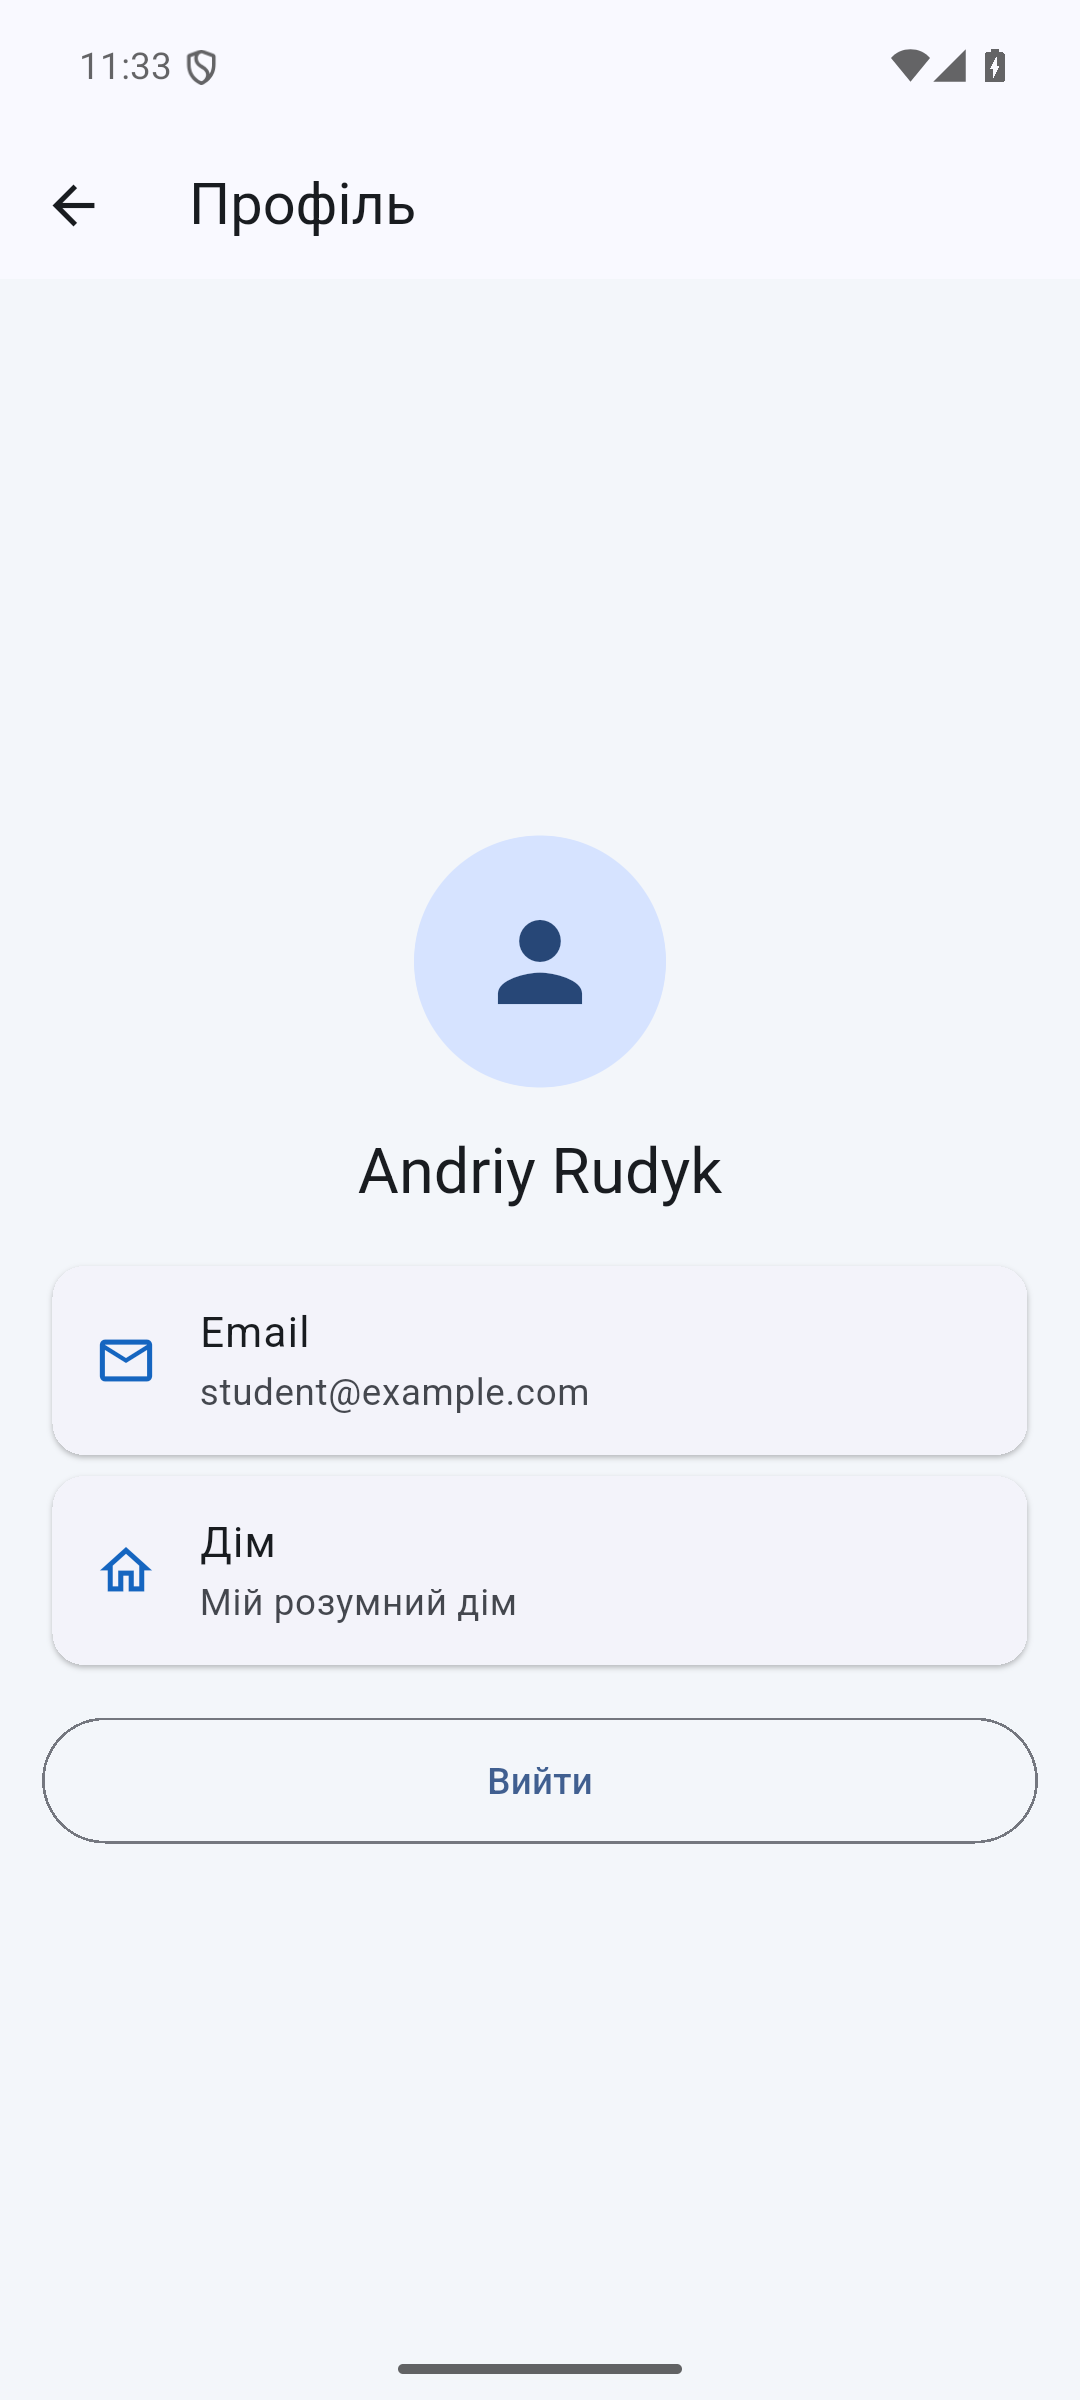 11:33
Профіль
Andriy Rudyk
Email
student@example.com
Дім
Мій розумний дім
Вийти